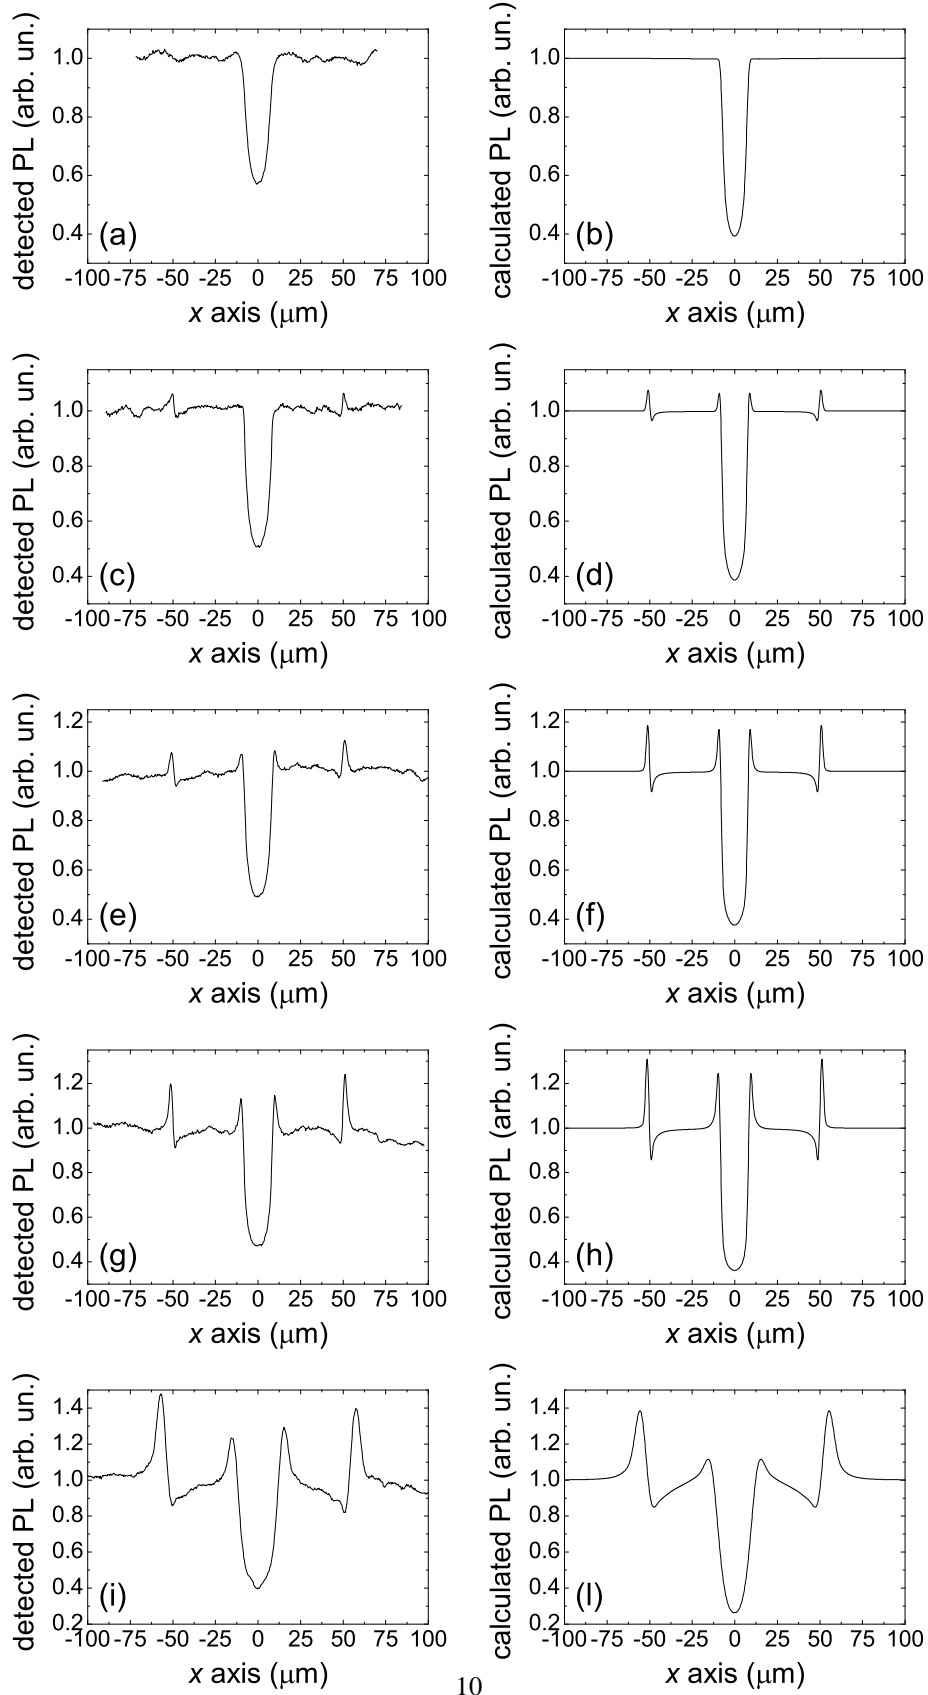 detected PL (arb. un.)
1.0
0.8
0.6
0.4
(a)
-100 -75 -50 -25 0 25 50 75 100
x axis (μm)
calculated PL (arb. un.)
1.0
0.8
0.6
0.4
(b)
-100 -75 -50 -25 0 25 50 75 100
x axis (μm)
detected PL (arb. un.)
1.0
0.8
0.6
0.4
(c)
-100 -75 -50 -25 0 25 50 75 100
x axis (μm)
calculated PL (arb. un.)
1.0
0.8
0.6
0.4
(d)
-100 -75 -50 -25 0 25 50 75 100
x axis (μm)
detected PL (arb. un.)
1.2
1.0
0.8
0.6
0.4
(e)
-100 -75 -50 -25 0 25 50 75 100
x axis (μm)
calculated PL (arb. un.)
1.2
1.0
0.8
0.6
0.4
(f)
-100 -75 -50 -25 0 25 50 75 100
x axis (μm)
detected PL (arb. un.)
1.2
1.0
0.8
0.6
0.4
(g)
-100 -75 -50 -25 0 25 50 75 100
x axis (μm)
calculated PL (arb. un.)
1.2
1.0
0.8
0.6
0.4
(h)
-100 -75 -50 -25 0 25 50 75 100
x axis (μm)
detected PL (arb. un.)
1.4
1.2
1.0
0.8
0.6
0.4
0.2
(i)
-100 -75 -50 -25 0 25 50 75 100
x axis (μm)
calculated PL (arb. un.)
1.4
1.2
1.0
0.8
0.6
0.4
0.2
(l)
-100 -75 -50 -25 0 25 50 75 100
x axis (μm)
10